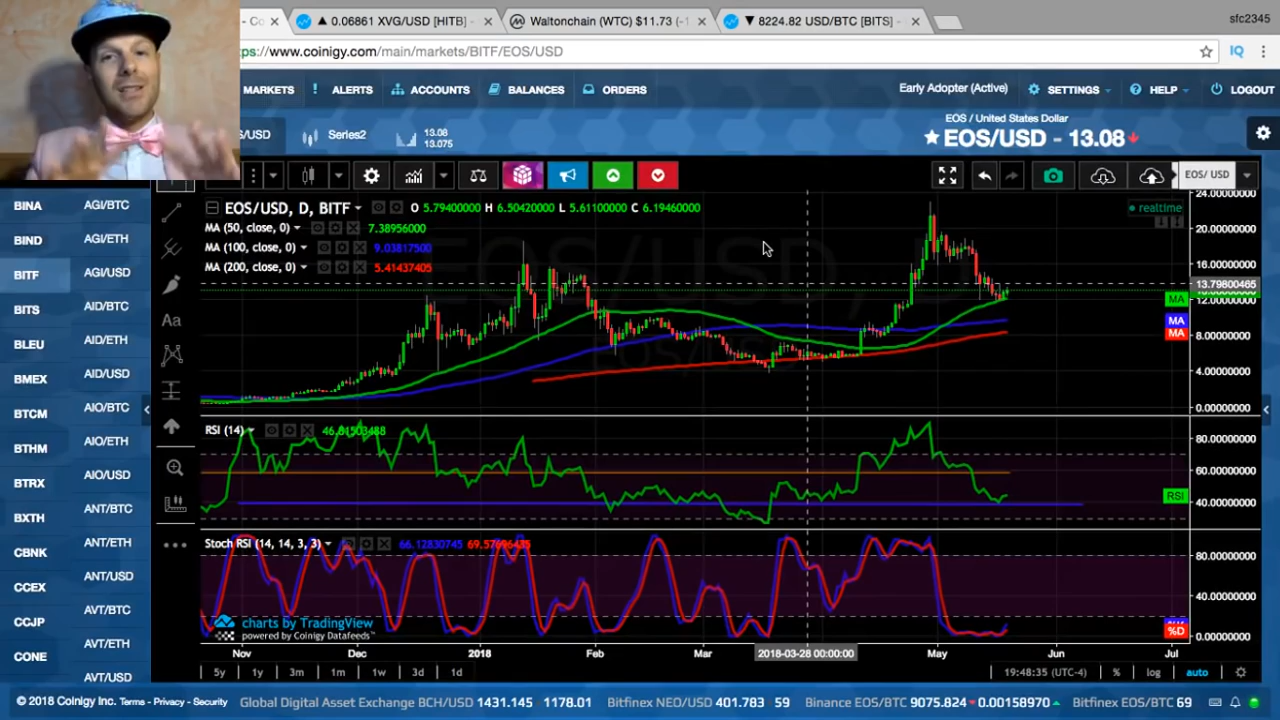 Co
0.06861 XVG/USD [HITB]
Waltonchain (WTC) $11.73 (-1
8224.82 USD/BTC [BITS] -
sfc2345
ps://www.coinigy.com/main/markets/BITF/EOS/USD
IQ
MARKETS
ALERTS
ACCOUNTS
BALANCES
ORDERS
Early Adopter (Active)
SETTINGS
HELP
LOGOUT
/USD
Series2
13.08
13.075
EOS / United States Dollar
EOS/USD - 13.08
EOS/ USD
BINA
BIND
BITF
BITS
BLEU
BMEX
BTCM
BTHM
BTRX
BXTH
CBNK
CCEX
CCJP
CONE
AGI/BTC
AGI/ETH
AGI/USD
AID/BTC
AID/ETH
AID/USD
AIO/BTC
AIO/ETH
AIO/USD
ANT/BTC
ANT/ETH
ANT/USD
AVT/BTC
AVT/ETH
AVT/USD
EOS/USD, D, BITF
O 5.79400000 H 6.50420000 L 5.61100000 C 6.19460000
realtime
MA (50, close, 0)
7.38956000
MA (100, close, 0)
9.03817500
MA (200, close, 0)
5.41437405
24.00000000
20.00000000
16.00000000
13.79800465
12.00000000
8.00000000
4.00000000
0.00000000
MA
MA
MA
RSI (14)
46.01503488
80.00000000
60.00000000
40.00000000
RSI
Stoch RSI (14, 14, 3, 3)
66.12830745
80.00000000
40.00000000
0.00000000
%D
charts by TradingView
powered by Coinigy Datafeeds™
Nov
Dec
2018
Feb
Mar
2018-03-28 00:00:00
May
Jun
Jul
5y
1y
3m
1m
1w
3d
1d
19:48:35 (UTC-4)
%
log
auto
© 2018 Coinigy Inc. Terms - Privacy - Security
Global Digital Asset Exchange BCH/USD 1431.145 1178.01
Bitfinex NEO/USD 401.783 59
Binance EOS/BTC 9075.824 0.00158970
Bitfinex EOS/BTC 69